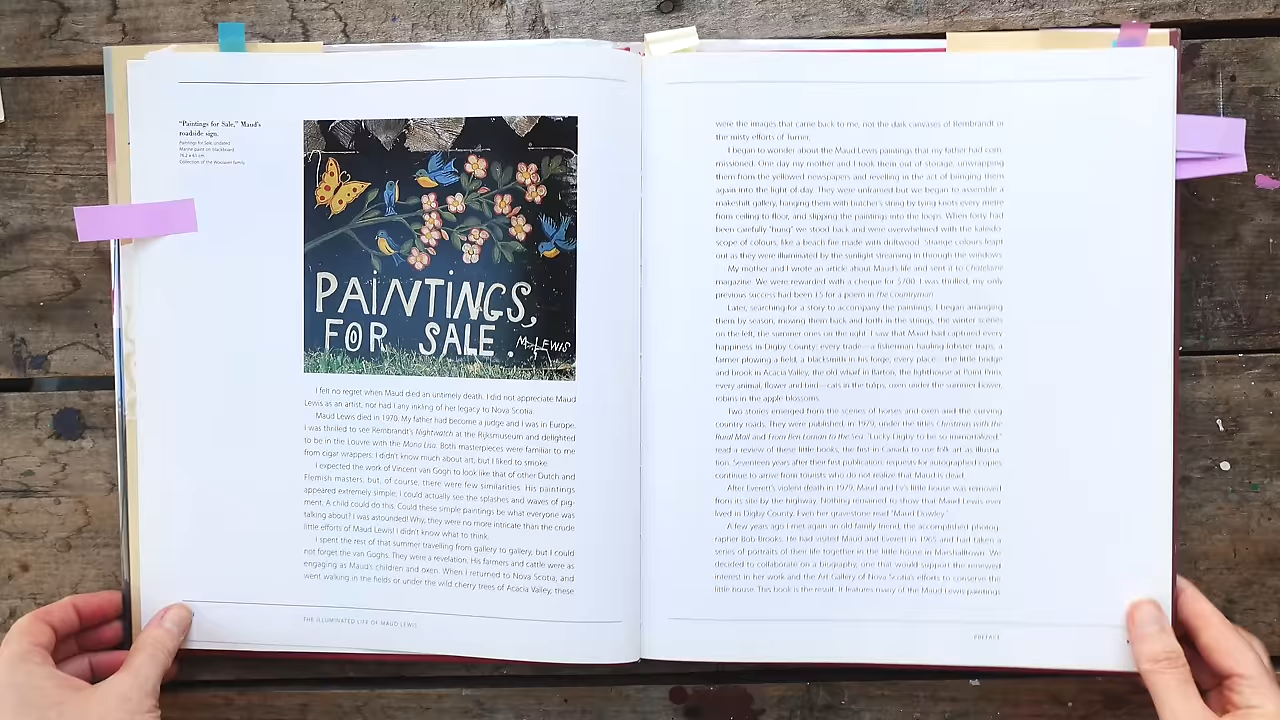 "Paintings for Sale," Maud's
roadside sign.
Paintings for Sale, undated
Marine paint on blackboard
76.2 x 61 cm
Collection of the Woolaver family
PAINTINGS,
FOR SALE.
M. LEWIS
I felt no regret when Maud died an untimely death. I did not appreciate Maud
Lewis as an artist, nor had I any inkling of her legacy to Nova Scotia.
Maud Lewis died in 1970. My father had become a judge and I was in Europe.
I was thrilled to see Rembrandt's Nightwatch at the Rijksmuseum and delighted
to be in the Louvre with the Mona Lisa. Both masterpieces were familiar to me
from cigar wrappers: I didn't know much about art, but I liked to smoke.
I expected the work of Vincent van Gogh to look like that of other Dutch and
Flemish masters, but, of course, there were few similarities. His paintings
appeared extremely simple: I could actually see the splashes and waves of pig-
ment. A child could do this. Could these simple paintings be what everyone was
talking about? I was astounded! Why, they were no more intricate than the crude
little efforts of Maud Lewis! I didn't know what to think.
I spent the rest of that summer travelling from gallery to gallery, but I could
not forget the van Goghs. They were a revelation. His farmers and cattle were as
engaging as Maud's children and oxen. When I returned to Nova Scotia, and
went walking in the fields or under the wild cherry trees of Acacia Valley, these
THE ILLUMINATED LIFE OF MAUD LEWIS
were the images that came back to me, not the dark canvases of Rembrandt or
the misty efforts of Turner.
I began to wonder about the Maud Lewis paintings that my father had com-
missioned. One day my mother and I took them out of storage, unwrapping
them from the yellowed newspapers and revelling in the act of bringing them
again into the light of day. They were unframed but we began to assemble a
makeshift gallery, hanging them with butcher's string by tying knots every metre
from ceiling to floor, and slipping the paintings into the loops. When forty had
been carefully "hung" we stood back and were overwhelmed with the kaleido-
scope of colours, like a beach fire made with driftwood. Strange colours leapt
out as they were illuminated by the sunlight streaming in through the windows.
My mother and I wrote an article about Maud's life and sent it to Chatelaine
magazine. We were rewarded with a cheque for $700. I was thrilled; my only
previous success had been £5 for a poem in The Countryman.
Later, searching for a story to accompany the paintings, I began arranging
them by season, moving them back and forth in the strings, the winter scenes
on the left, the summer ones on the right. I saw that Maud had captured every
happiness in Digby County: every trade—a fisherman hauling lobster traps, a
farmer plowing a field, a blacksmith in his forge; every place—the little bridge
and brook in Acacia Valley, the old wharf in Barton, the lighthouse at Point Prim;
every animal, flower and bird—cats in the tulips, oxen under the summer bower,
robins in the apple blossoms.
Two stories emerged from the scenes of horses and oxen and the curving
country roads. They were published, in 1979, under the titles Christmas with the
Rural Mail and From Ben Loman to the Sea. "Lucky Digby to be so immortalized,"
read a review of these little books, the first in Canada to use folk art as illustra-
tion. Seventeen years after their first publication, requests for autographed copies
continue to arrive from tourists who do not realize that Maud is dead.
After Everett's violent death in 1979, Maud and Ev's little house was removed
from its site by the highway. Nothing remained to show that Maud Lewis ever
lived in Digby County. Even her gravestone read "Maud Dowley."
A few years ago I met again an old family friend, the accomplished photog-
rapher Bob Brooks. He had visited Maud and Everett in 1965 and had taken a
series of portraits of their life together in the little house in Marshalltown. We
decided to collaborate on a biography, one that would support the renewed
interest in her work and the Art Gallery of Nova Scotia's efforts to conserve the
little house. This book is the result. It features many of the Maud Lewis paintings
PREFACE